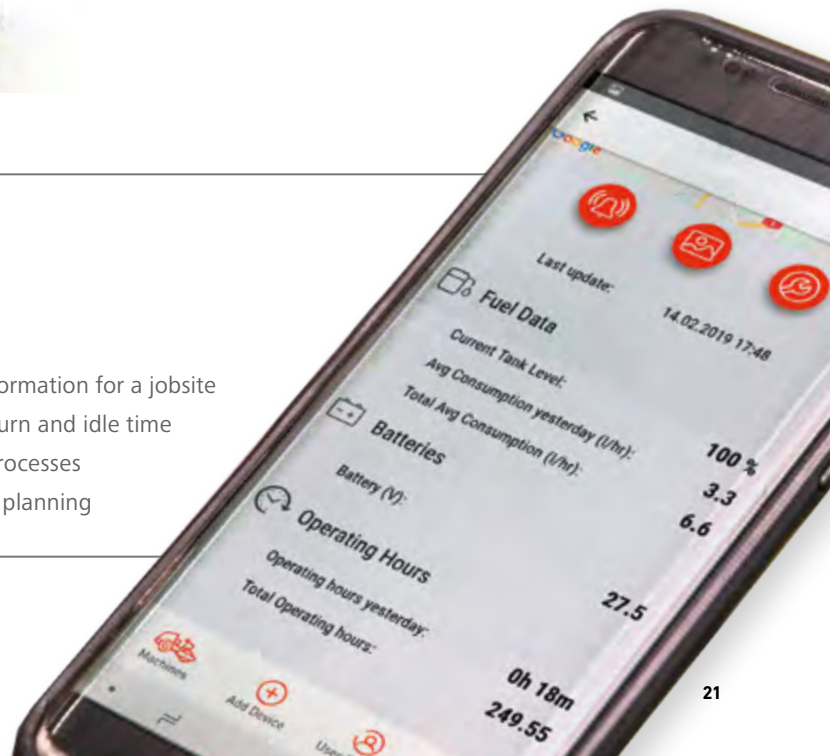 Google
Last update: 14.02.2019 17:48
Fuel Data
Current Tank Level: 100 %
Avg Consumption yesterday (l/hr): 3.3
Total Avg Consumption (l/hr): 6.6
Batteries
Battery (V): 27.5
Operating Hours
Operating hours yesterday: 0h 18m
Total Operating hours: 249.55
Machines
Add Device
User
ormation for a jobsite
urn and idle time
rocesses
planning
21